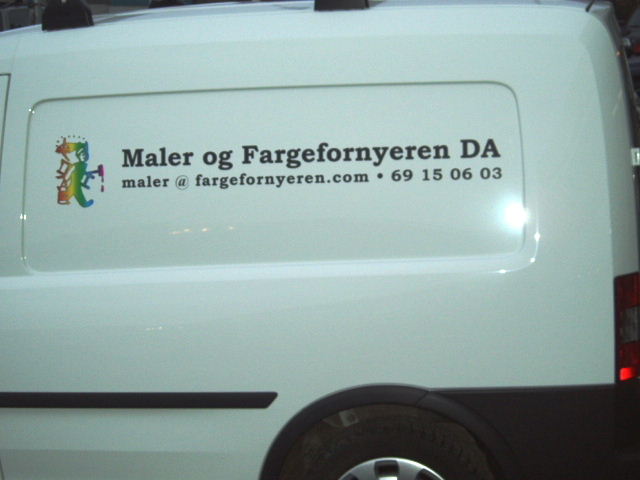 Maler og Fargefornyeren DA
maler @ fargefornyeren.com • 69 15 06 03